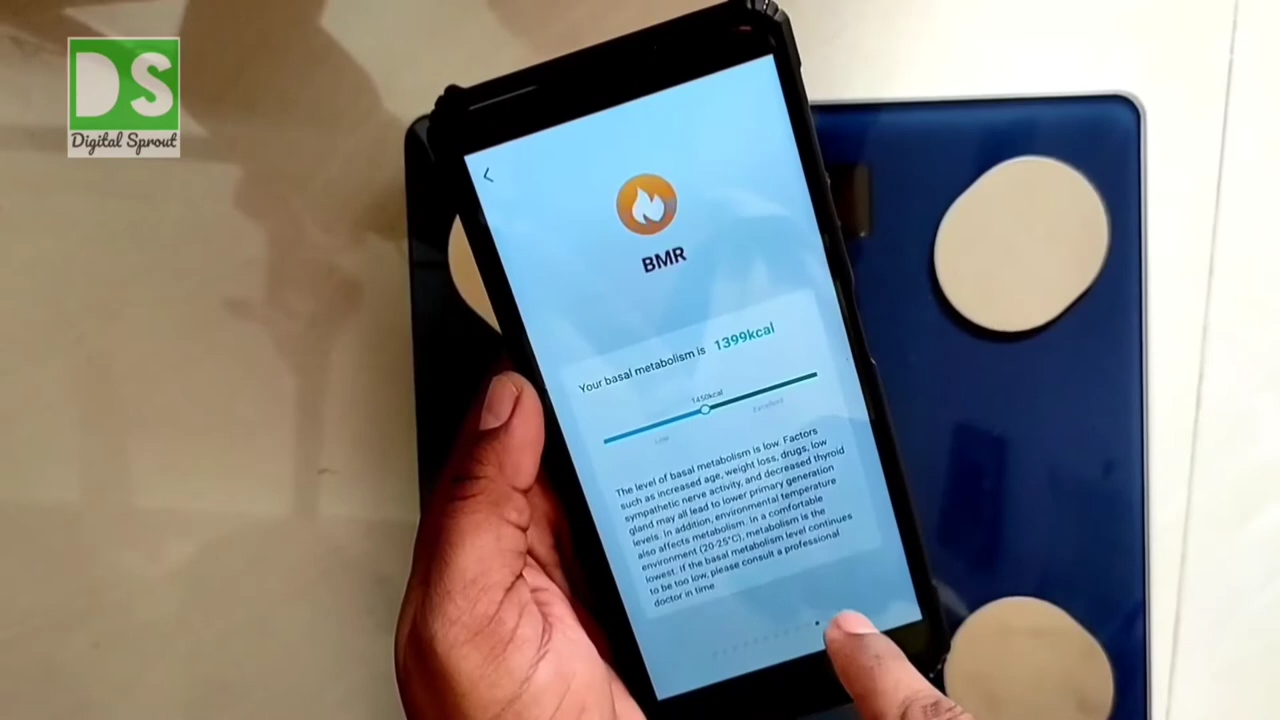 DS
Digital Sprout
BMR
Your basal metabolism is 1399kcal
1450kcal
Low
Excellent
The level of basal metabolism is low. Factors
such as increased age, weight loss, drugs, low
sympathetic nerve activity, and decreased thyroid
gland may all lead to lower primary generation
levels. In addition, environmental temperature
also affects metabolism. In a comfortable
environment (20-25°C), metabolism is the
lowest. If the basal metabolism level continues
to be too low, please consult a professional
doctor in time